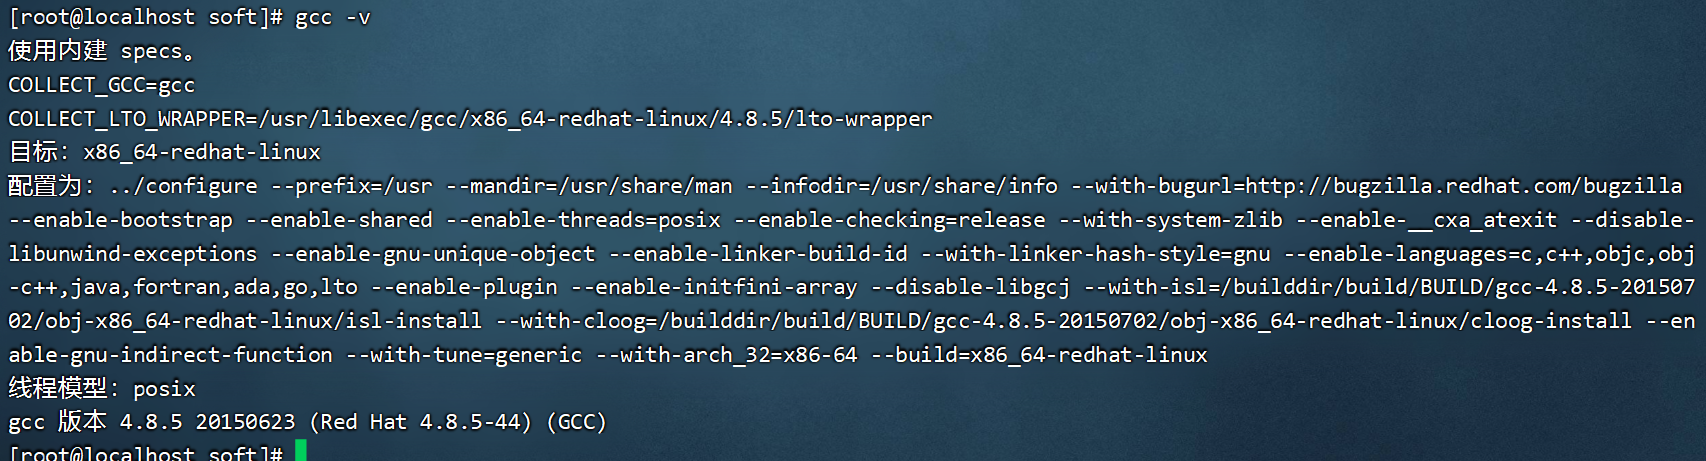 [root@localhost soft]# gcc -v
使用内建 specs。
COLLECT_GCC=gcc
COLLECT_LTO_WRAPPER=/usr/libexec/gcc/x86_64-redhat-linux/4.8.5/lto-wrapper
目标：x86_64-redhat-linux
配置为：../configure --prefix=/usr --mandir=/usr/share/man --infodir=/usr/share/info --with-bugurl=http://bugzilla.redhat.com/bugzilla
--enable-bootstrap --enable-shared --enable-threads=posix --enable-checking=release --with-system-zlib --enable-__cxa_atexit --disable-
libunwind-exceptions --enable-gnu-unique-object --enable-linker-build-id --with-linker-hash-style=gnu --enable-languages=c,c++,objc,obj
-c++,java,fortran,ada,go,lto --enable-plugin --enable-initfini-array --disable-libgcj --with-isl=/builddir/build/BUILD/gcc-4.8.5-201507
02/obj-x86_64-redhat-linux/isl-install --with-cloog=/builddir/build/BUILD/gcc-4.8.5-20150702/obj-x86_64-redhat-linux/cloog-install --en
able-gnu-indirect-function --with-tune=generic --with-arch_32=x86-64 --build=x86_64-redhat-linux
线程模型：posix
gcc 版本 4.8.5 20150623 (Red Hat 4.8.5-44) (GCC)
[root@localhost soft]#